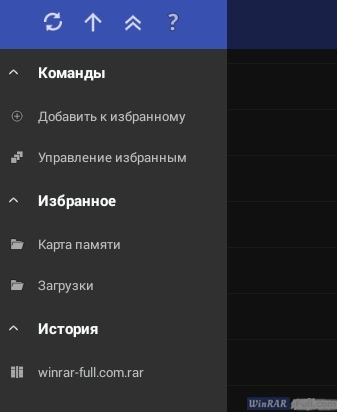 ?
Команды
Добавить к избранному
Управление избранным
Избранное
Карта памяти
Загрузки
История
winrar-full.com.rar
WinRAR